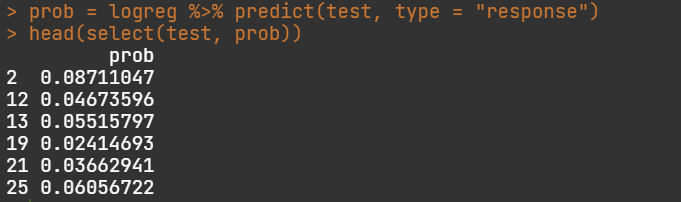 > prob = logreg %>% predict(test, type = "response")
> head(select(test, prob))
         prob
2  0.08711047
12 0.04673596
13 0.05515797
19 0.02414693
21 0.03662941
25 0.06056722